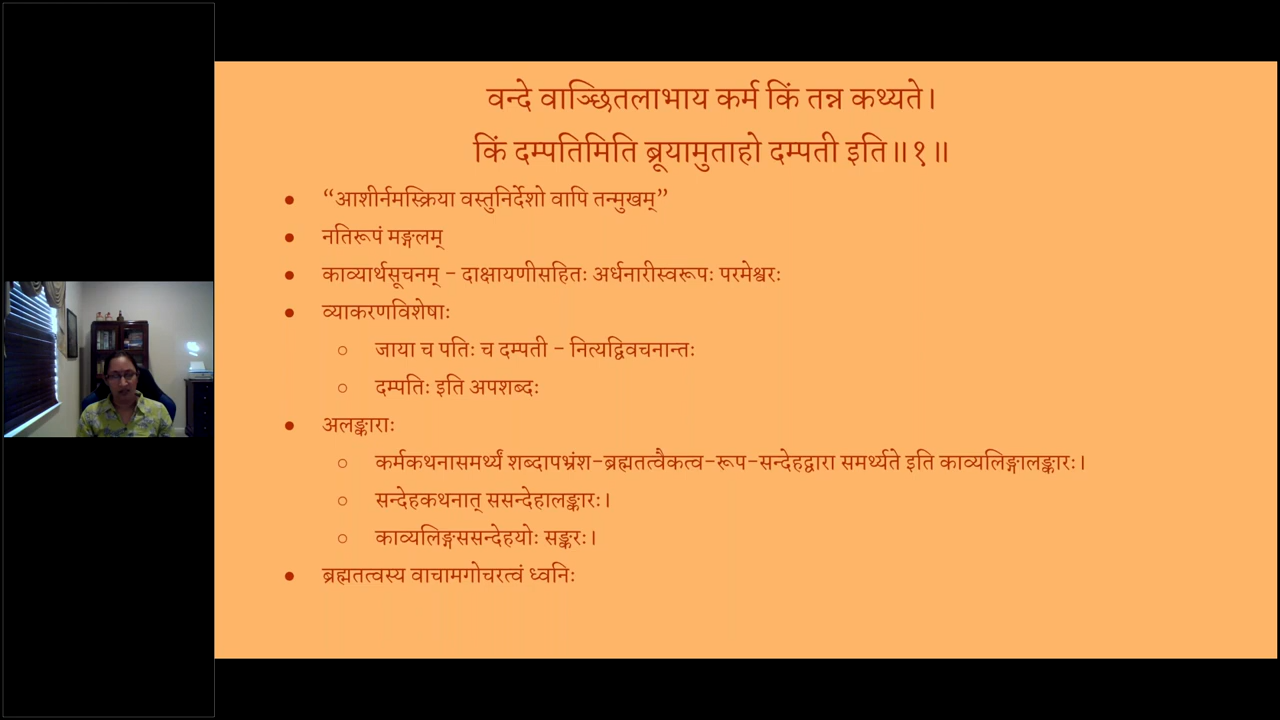 वन्दे वाञ्छितलाभाय कर्म किं तन्न कथ्यते।
किं दम्पतिमिति ब्रूयामुताहो दम्पती इति॥१॥
● “आशीर्नमस्क्रिया वस्तुनिर्देशो वापि तन्मुखम्”
● नतिरूपं मङ्गलम्
● काव्यार्थसूचनम् - दाक्षायणीसहितः अर्धनारीस्वरूपः परमेश्वरः
● व्याकरणविशेषाः
○ जाया च पतिः च दम्पती - नित्यद्विवचनान्तः
○ दम्पतिः इति अपशब्दः
● अलङ्काराः
○ कर्मकथनासमर्थ्यं शब्दापभ्रंश-ब्रह्मतत्वैकत्व-रूप-सन्देहद्वारा समर्थ्यते इति काव्यलिङ्गालङ्कारः।
○ सन्देहकथनात् ससन्देहालङ्कारः।
○ काव्यलिङ्गससन्देहयोः सङ्करः।
● ब्रह्मतत्वस्य वाचामगोचरत्वं ध्वनिः